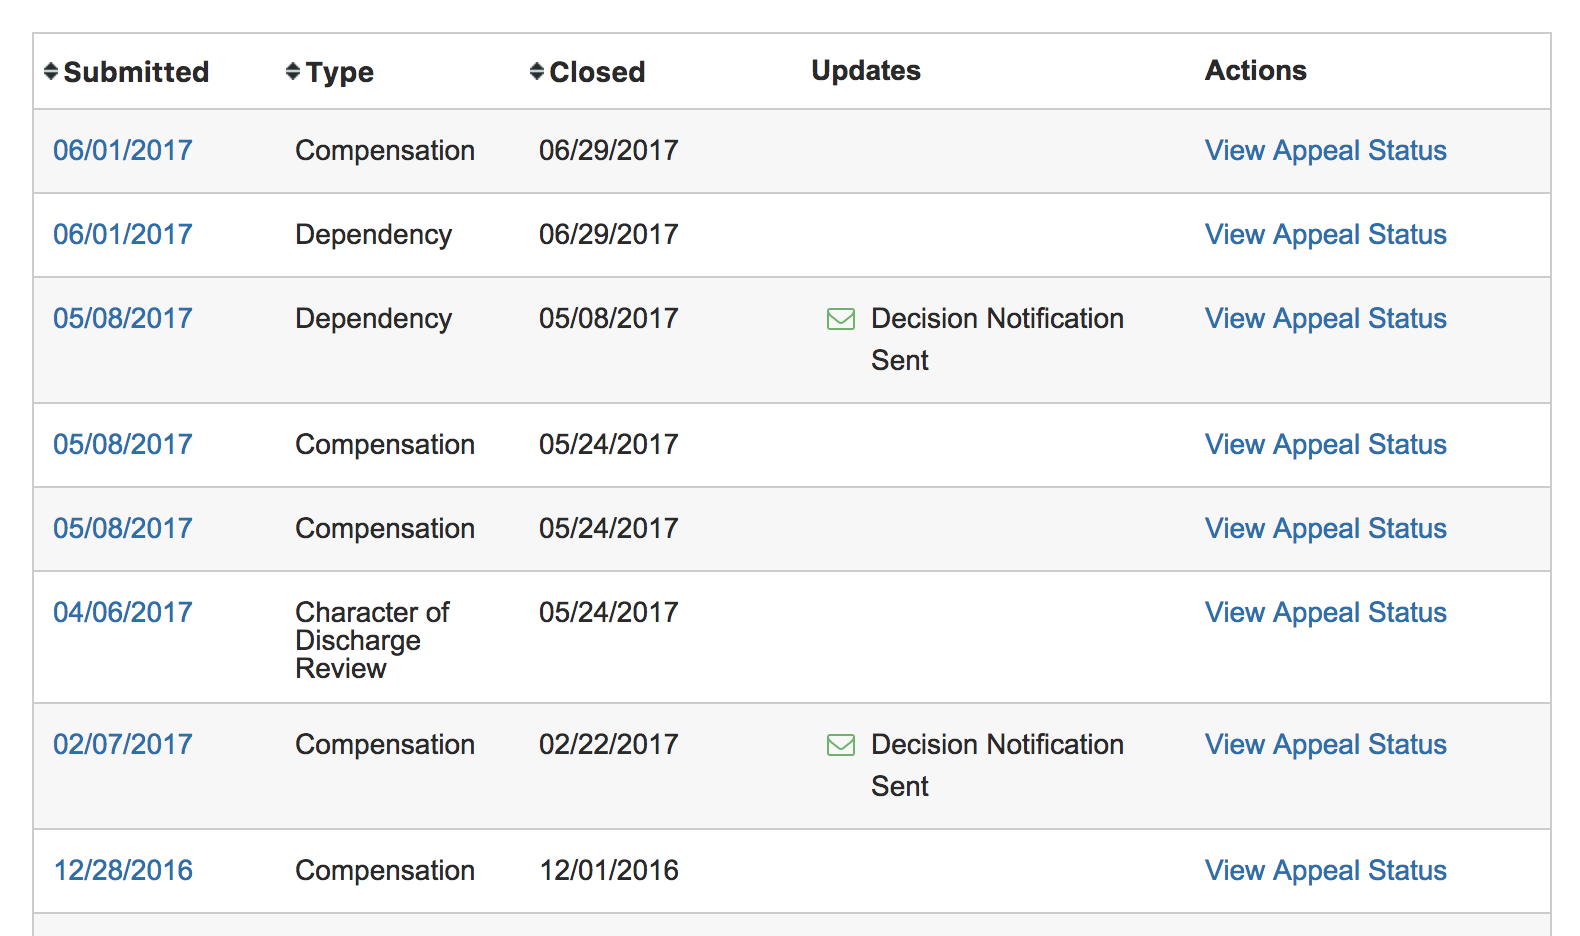 Submitted Type Closed Updates Actions
06/01/2017 Compensation 06/29/2017 View Appeal Status
06/01/2017 Dependency 06/29/2017 View Appeal Status
05/08/2017 Dependency 05/08/2017 Decision Notification View Appeal Status
Sent
05/08/2017 Compensation 05/24/2017 View Appeal Status
05/08/2017 Compensation 05/24/2017 View Appeal Status
04/06/2017 Character of 05/24/2017 View Appeal Status
Discharge
Review
02/07/2017 Compensation 02/22/2017 Decision Notification View Appeal Status
Sent
12/28/2016 Compensation 12/01/2016 View Appeal Status